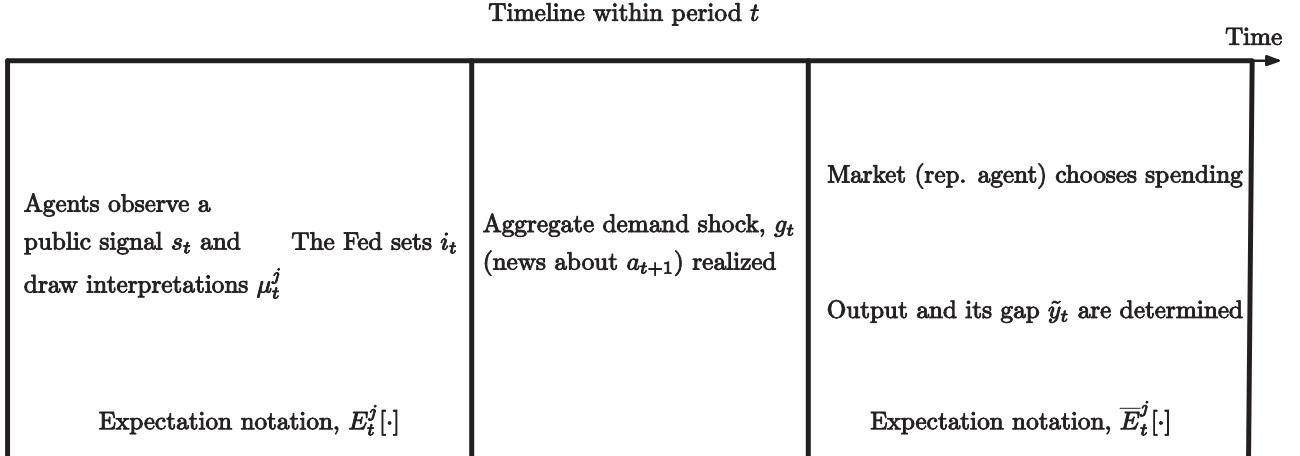 Timeline within period t
Time
Agents observe a
public signal s_t and
draw interpretations μ_t^j
The Fed sets i_t
Expectation notation, E_t^j[·]
Aggregate demand shock, g_t
(news about a_{t+1}) realized
Market (rep. agent) chooses spending
Output and its gap ỹ_t are determined
Expectation notation, E̅_t^j[·]